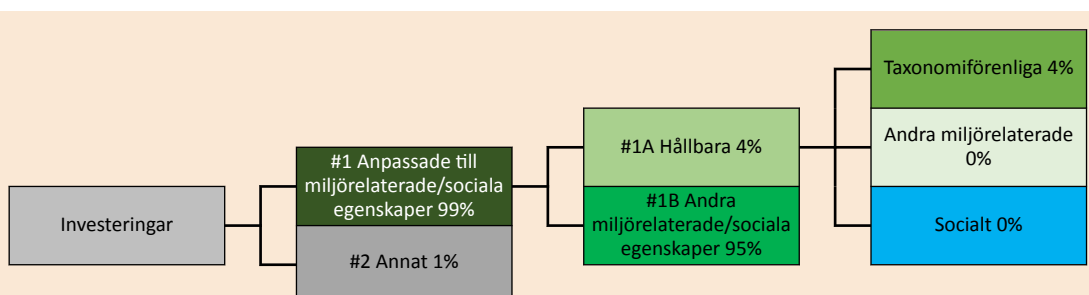 Investeringar
#1 Anpassade till
miljörelaterade/sociala
egenskaper 99%
#2 Annat 1%
#1A Hållbara 4%
#1B Andra
miljörelaterade/sociala
egenskaper 95%
Taxonomiförenliga 4%
Andra miljörelaterade
0%
Socialt 0%